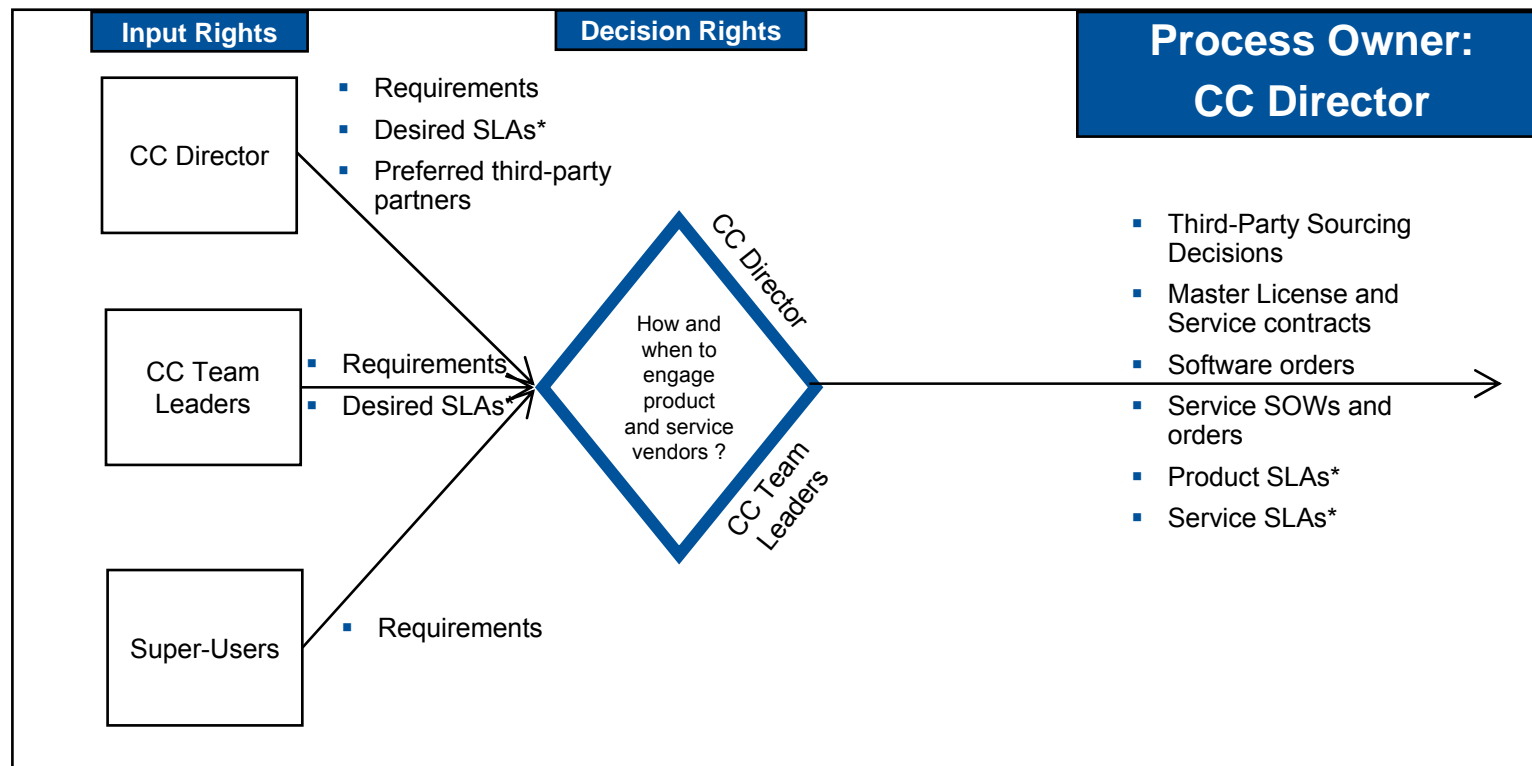 Input Rights
Decision Rights
Process Owner:
CC Director
CC Director
▪ Requirements
▪ Desired SLAs*
▪ Preferred third-party
partners
CC Team
Leaders
▪ Requirements
▪ Desired SLAs*
Super-Users
▪ Requirements
CC Director
How and
when to
engage
product
and service
vendors ?
CC Team
Leaders
▪ Third-Party Sourcing
Decisions
▪ Master License and
Service contracts
▪ Software orders
▪ Service SOWs and
orders
▪ Product SLAs*
▪ Service SLAs*